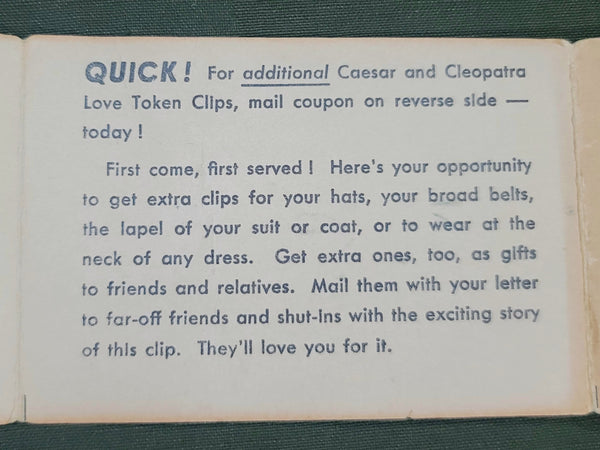 QUICK! For additional Caesar and Cleopatra
Love Token Clips, mail coupon on reverse side —
today!
First come, first served! Here's your opportunity
to get extra clips for your hats, your broad belts,
the lapel of your suit or coat, or to wear at the
neck of any dress. Get extra ones, too, as gifts
to friends and relatives. Mail them with your letter
to far-off friends and shut-ins with the exciting story
of this clip. They'll love you for it.